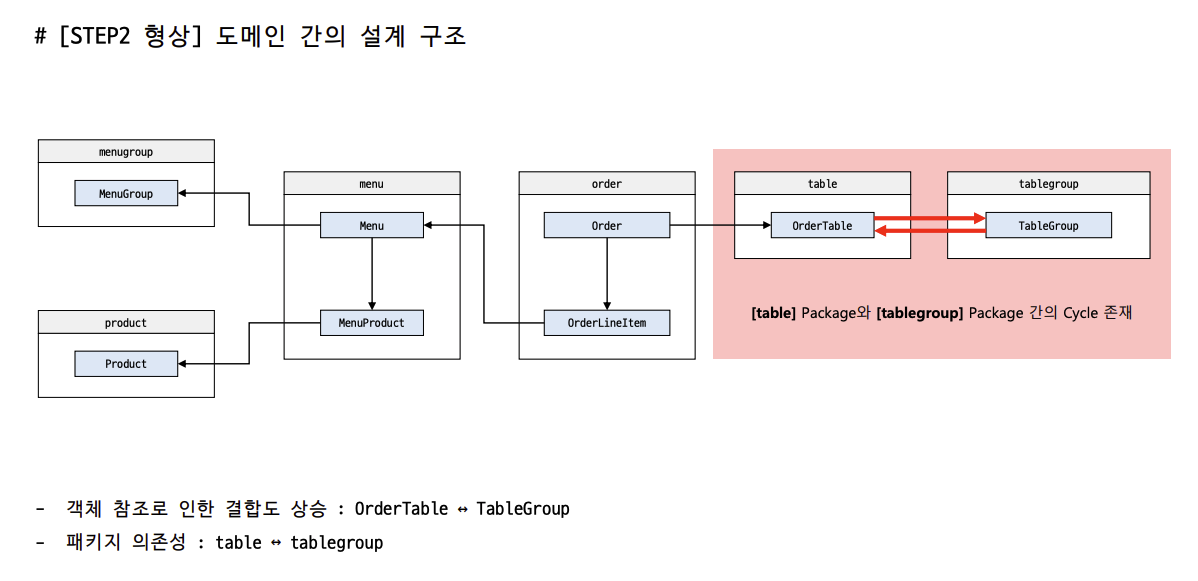 # [STEP2 형상] 도메인 간의 설계 구조
menugroup
MenuGroup
product
Product
menu
Menu
MenuProduct
order
Order
OrderLineItem
table
OrderTable
tablegroup
TableGroup
[table] Package와 [tablegroup] Package 간의 Cycle 존재
- 객체 참조로 인한 결합도 상승 : OrderTable ↔ TableGroup
- 패키지 의존성 : table ↔ tablegroup